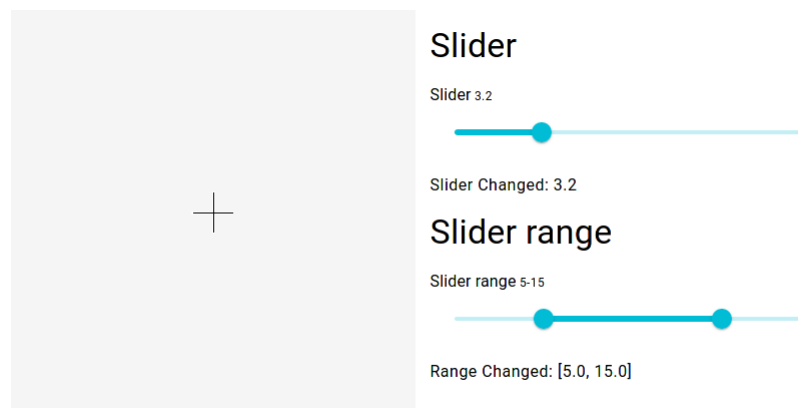 Slider
Slider 3.2
Slider Changed: 3.2
Slider range
Slider range 5-15
Range Changed: [5.0, 15.0]